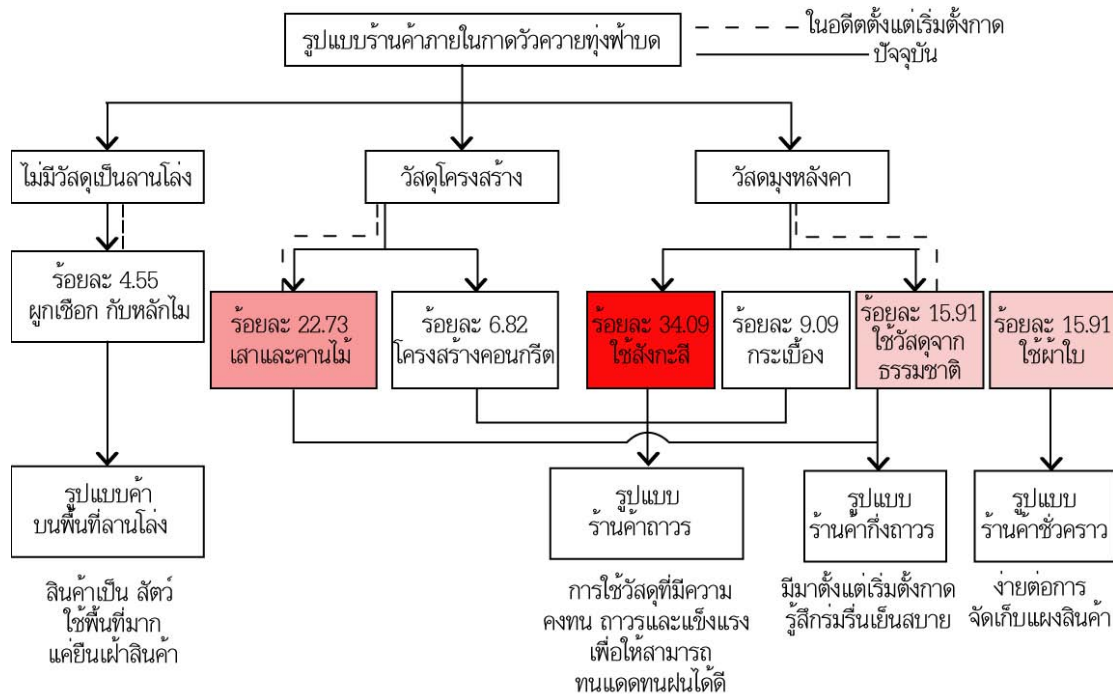 รูปแบบร้านค้าภายในกาดวัวควายทุ่งฟ้าบด
ในอดีตตั้งแต่เริ่มตั้งกาด
ปัจจุบัน
ไม่มีวัสดุเป็นลานโล่ง
วัสดุโครงสร้าง
วัสดมุงหลังคา
ร้อยละ 4.55
ผูกเชือก กับหลักไม
ร้อยละ 22.73
เสาและคานไม้
ร้อยละ 6.82
โครงสร้างคอนกรีต
ร้อยละ 34.09
ใช้สังกะสี
ร้อยละ 9.09
กระเบื้อง
ร้อยละ 15.91
ใช้วัสดุจาก
ธรรมชาติ
ร้อยละ 15.91
ใช้ผ้าใบ
รูปแบบค้า
บนพื้นที่ลานโล่ง
รูปแบบ
ร้านค้าถาวร
รูปแบบ
ร้านค้ากึ่งถาวร
รูปแบบ
ร้านค้าชั่วคราว
สินค้าเป็น สัตว์
ใช้พื้นที่มาก
แค่ยืนเฝ้าสินค้า
การใช้วัสดุที่มีความ
คงทน ถาวรและแข็งแรง
เพื่อให้สามารถ
ทนแดดทนฝนได้ดี
มีมาตั้งแต่เริ่มตั้งกาด
รู้สึกร่มรื่นเย็นสบาย
ง่ายต่อการ
จัดเก็บแผงสินค้า